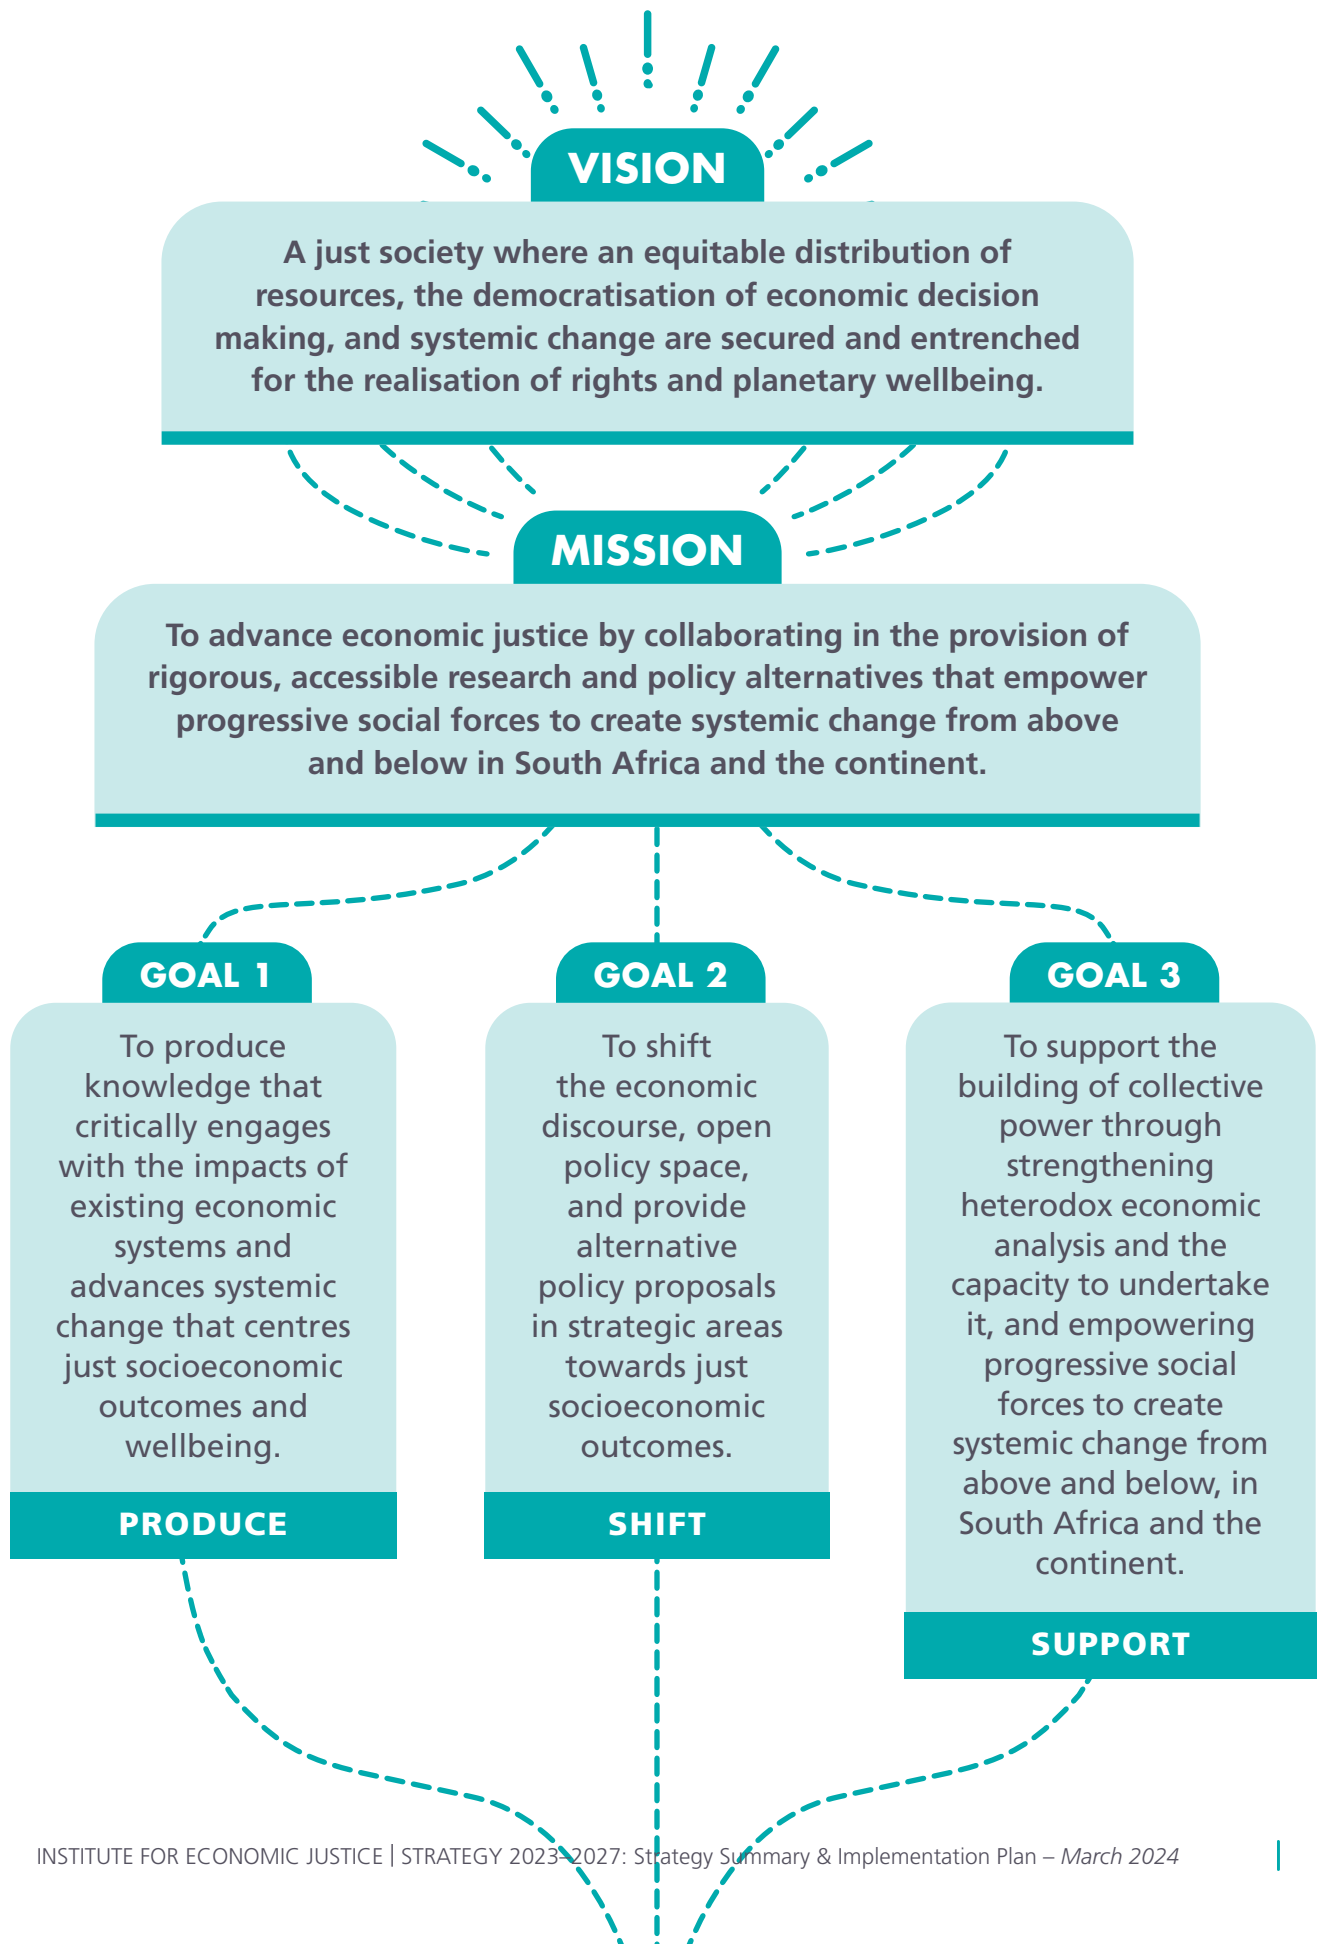 VISION
A just society where an equitable distribution of
resources, the democratisation of economic decision
making, and systemic change are secured and entrenched
for the realisation of rights and planetary wellbeing.
MISSION
To advance economic justice by collaborating in the provision of
rigorous, accessible research and policy alternatives that empower
progressive social forces to create systemic change from above
and below in South Africa and the continent.
GOAL 1
To produce
knowledge that
critically engages
with the impacts of
existing economic
systems and
advances systemic
change that centres
just socioeconomic
outcomes and
wellbeing.
PRODUCE
GOAL 2
To shift
the economic
discourse, open
policy space,
and provide
alternative
policy proposals
in strategic areas
towards just
socioeconomic
outcomes.
SHIFT
GOAL 3
To support the
building of collective
power through
strengthening
heterodox economic
analysis and the
capacity to undertake
it, and empowering
progressive social
forces to create
systemic change from
above and below, in
South Africa and the
continent.
SUPPORT
INSTITUTE FOR ECONOMIC JUSTICE | STRATEGY 2023–2027: Strategy Summary & Implementation Plan – March 2024